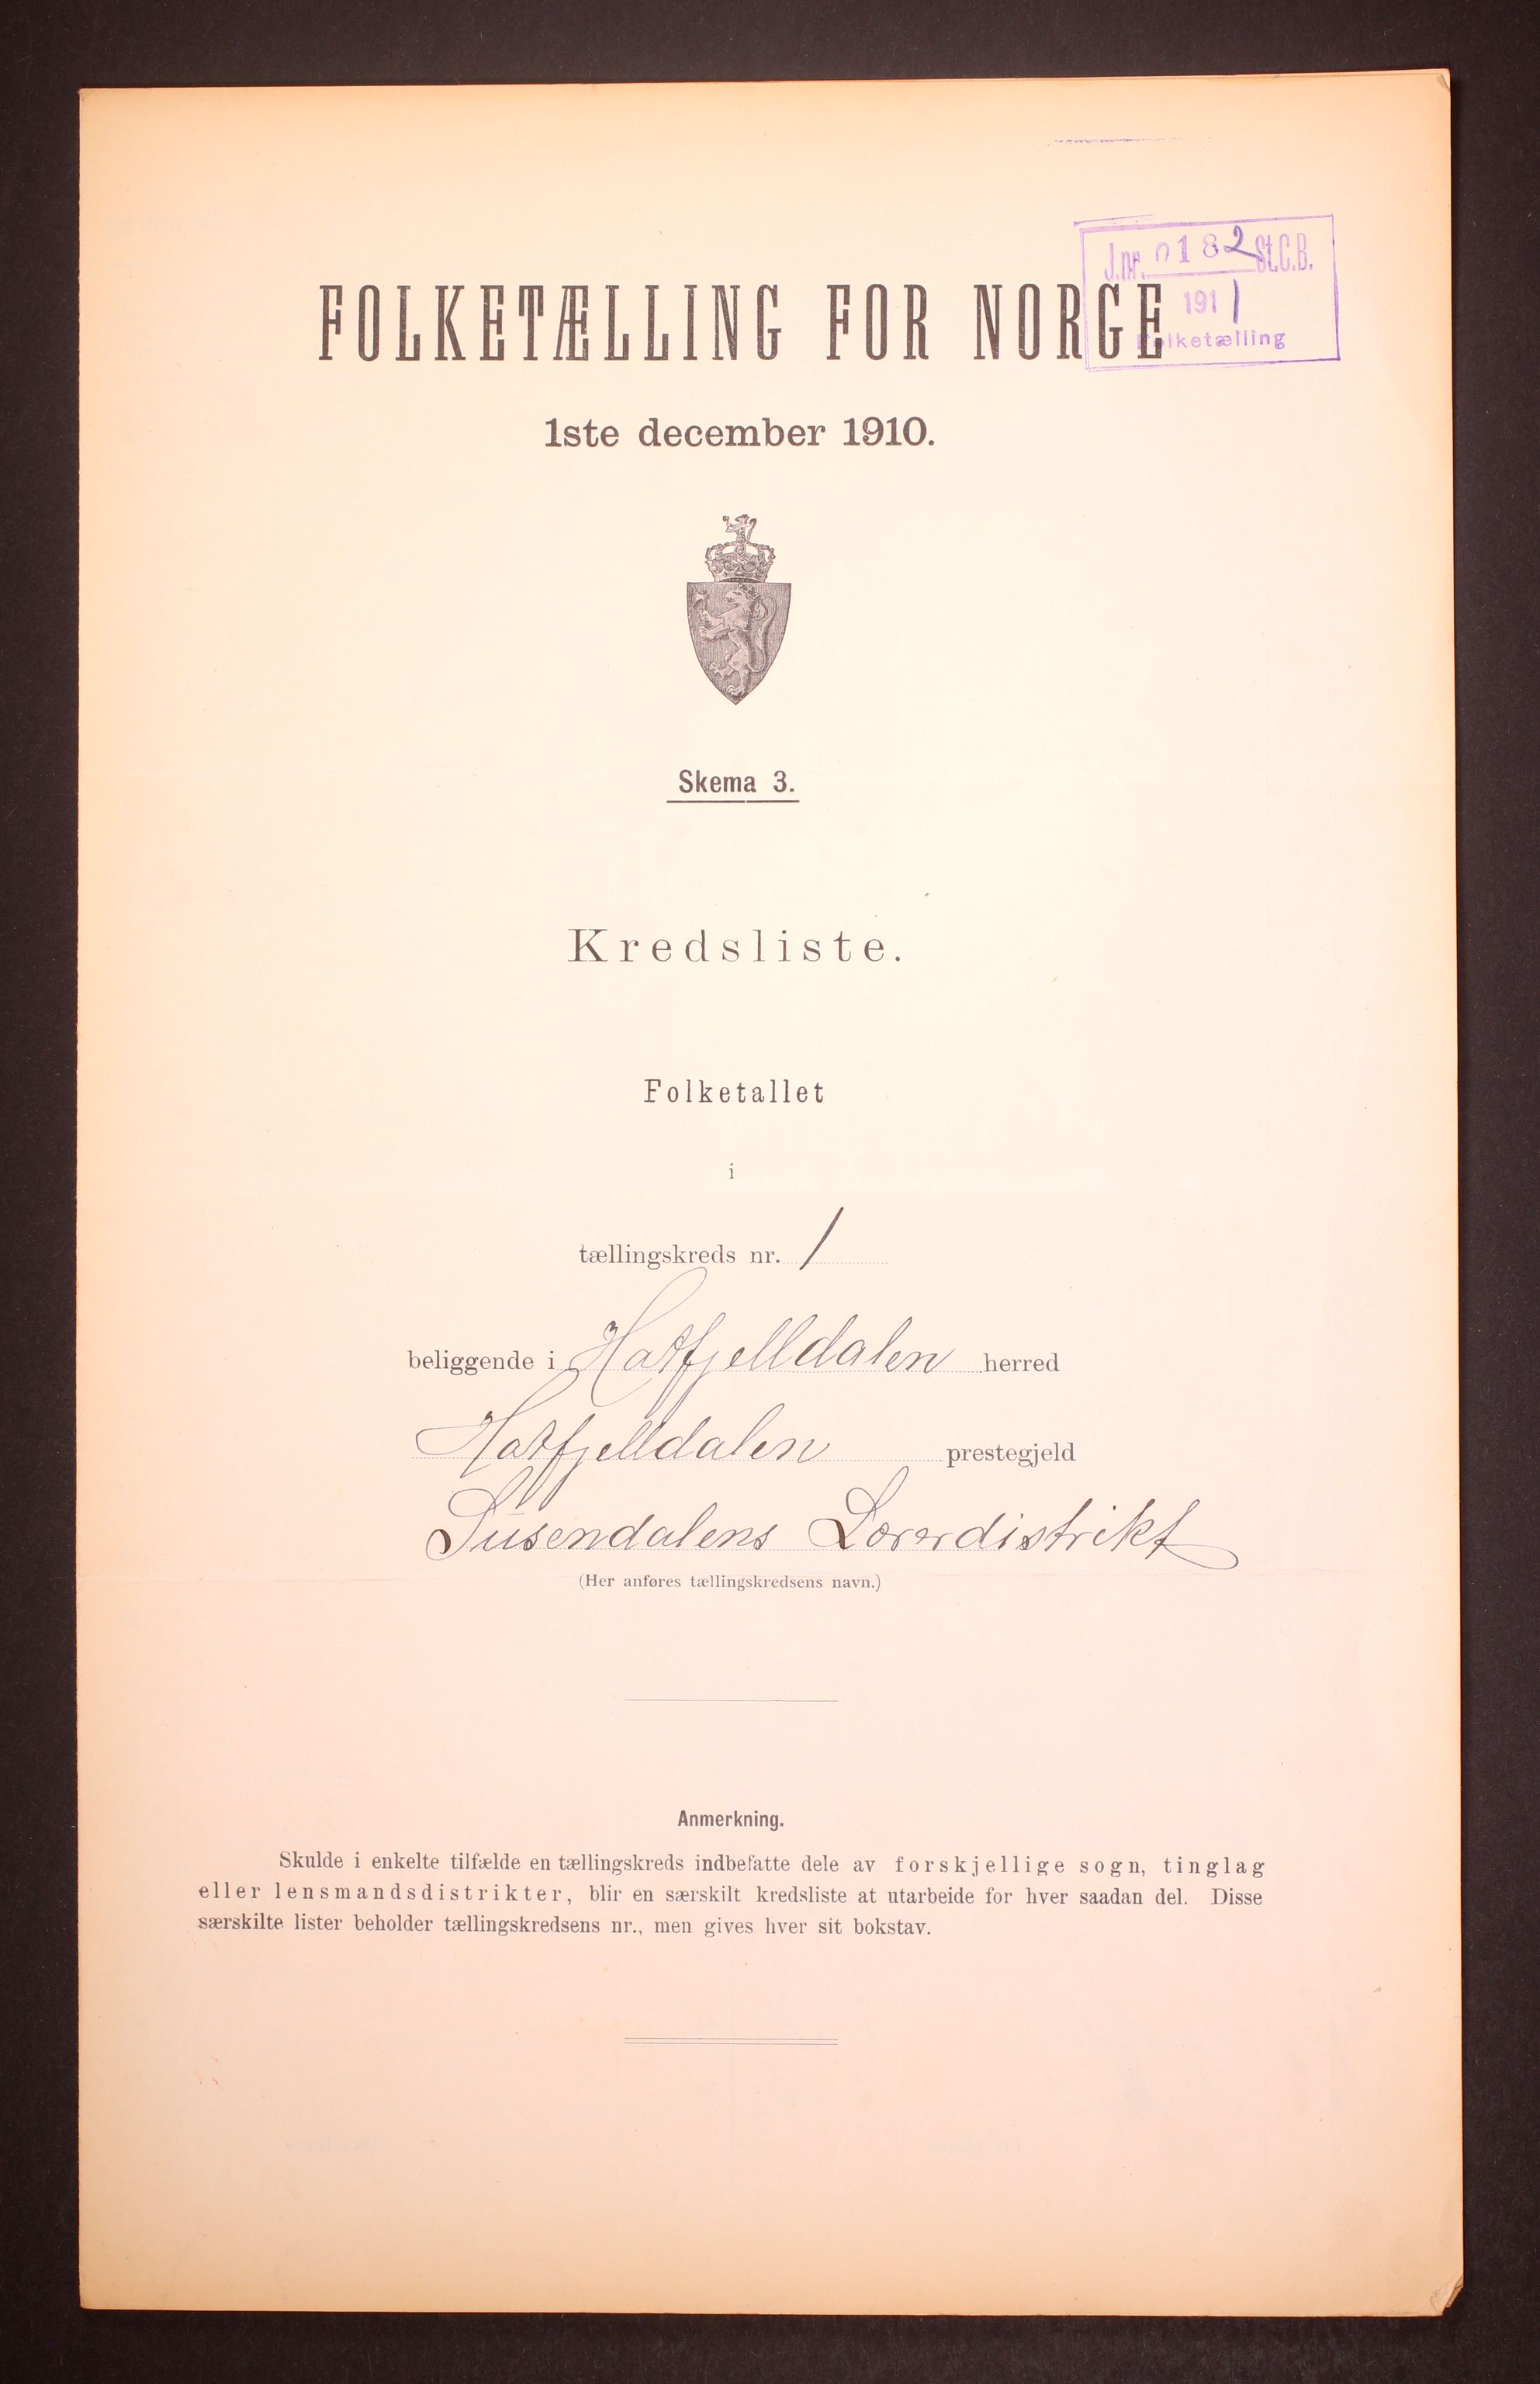 J.nr. 0182 St.C.B.
1911
Folketælling
FOLKETÆLLING FOR NORGE
1ste december 1910.
Skema 3.
Kredsliste.
Folketallet
i
tællingskreds nr. 1
beliggende i Hatfjelldalen herred
Hatfjelldalen prestegjeld
Susendalens Lærerdistrikt
(Her anføres tællingskredsens navn.)
Anmerkning.
Skulde i enkelte tilfælde en tællingskreds indbefatte dele av forskjellige sogn, tinglag
eller lensmandsdistrikter, blir en særskilt kredsliste at utarbeide for hver saadan del. Disse
særskilte lister beholder tællingskredsens nr., men gives hver sit bokstav.